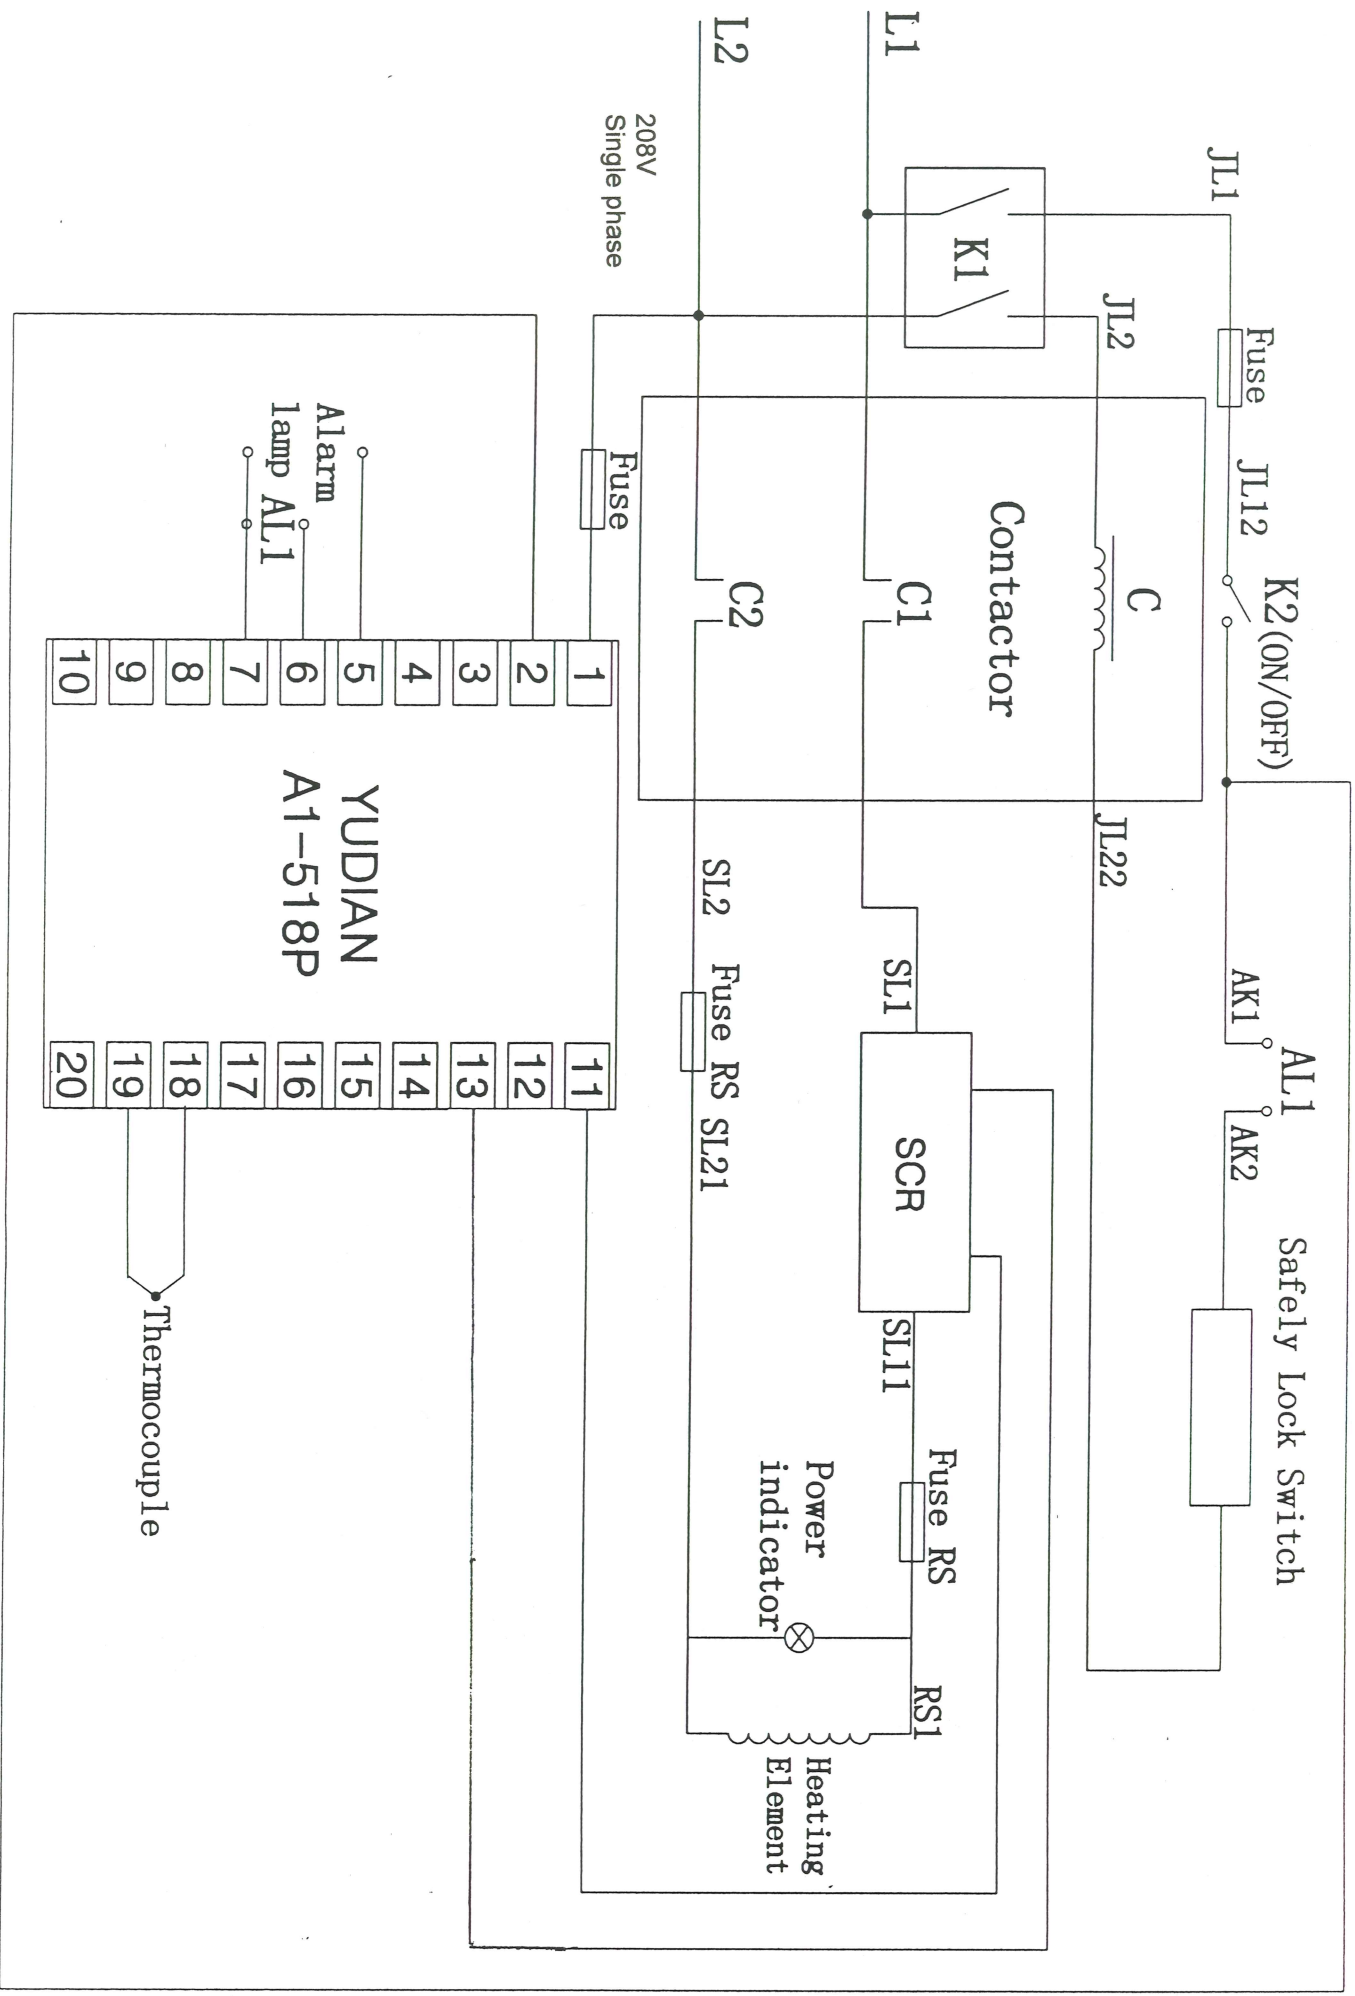 JL1
Fuse
JL12
K2(ON/OFF)
AK1
AL1
AK2
Safely Lock Switch
JL2
C
JL22
K1
Contactor
L1
C1
SL1
SCR
SL11
Fuse RS
RS1
L2
C2
SL2
Fuse RS
SL21
Power
indicator
Heating
Element
208V
Single phase
Fuse
Alarm
lamp AL1
1
2
3
4
5
6
7
8
9
10
YUDIAN
A1-518P
11
12
13
14
15
16
17
18
19
20
Thermocouple